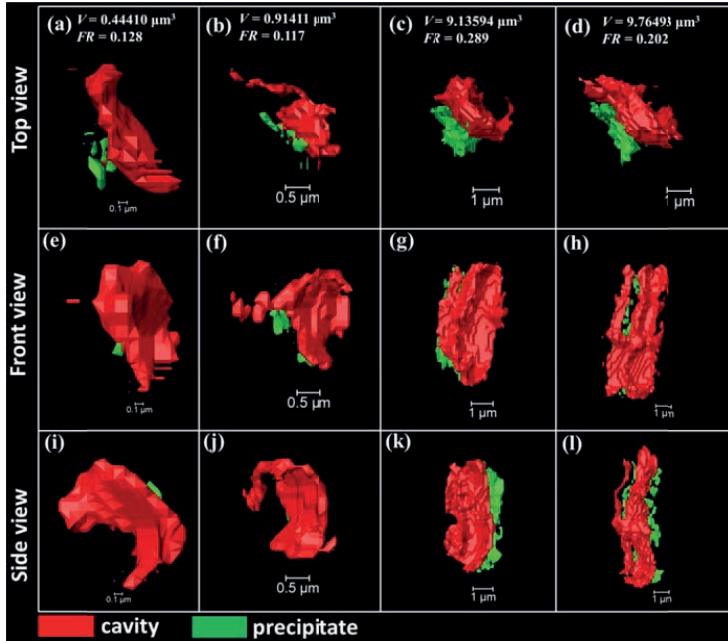 (a) V = 0.44410 μm³
FR = 0.128
(b) V = 0.91411 μm³
FR = 0.117
(c) V = 9.13594 μm³
FR = 0.289
(d) V = 9.76493 μm³
FR = 0.202
Top view
0.1 μm
0.5 μm
1 μm
1 μm
(e)
(f)
(g)
(h)
Front view
0.1 μm
0.5 μm
1 μm
1 μm
(i)
(j)
(k)
(l)
Side view
0.1 μm
0.5 μm
1 μm
1 μm
cavity
precipitate